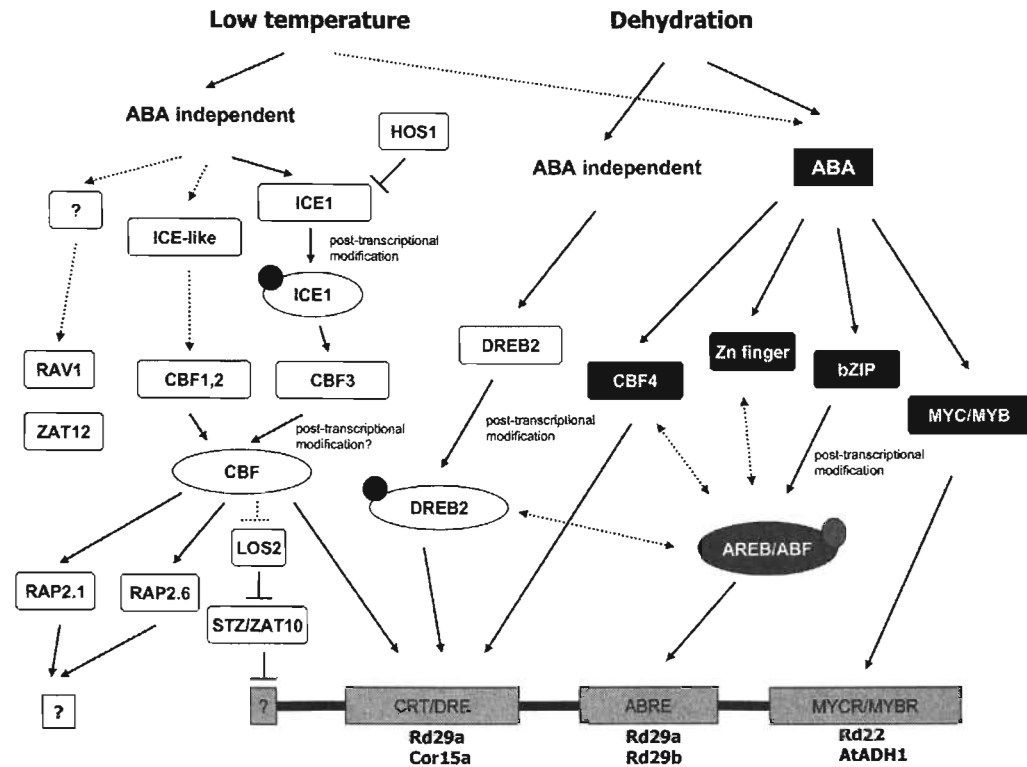 Low temperature
Dehydration
ABA independent
HOS1
ABA independent
ABA
?
ICE-like
ICE1
post-transcriptional
modification
ICE1
RAV1
ZAT12
CBF1,2
CBF3
DREB2
CBF4
Zn finger
bZIP
MYC/MYB
post-transcriptional
modification?
post-transcriptional
modification
post-transcriptional
modification
CBF
DREB2
AREB/ABF
LOS2
RAP2.1
RAP2.6
STZ/ZAT10
?
?
CRT/DRE
ABRE
MYCR/MYBR
Rd29a
Cor15a
Rd29a
Rd29b
Rd22
AtADH1